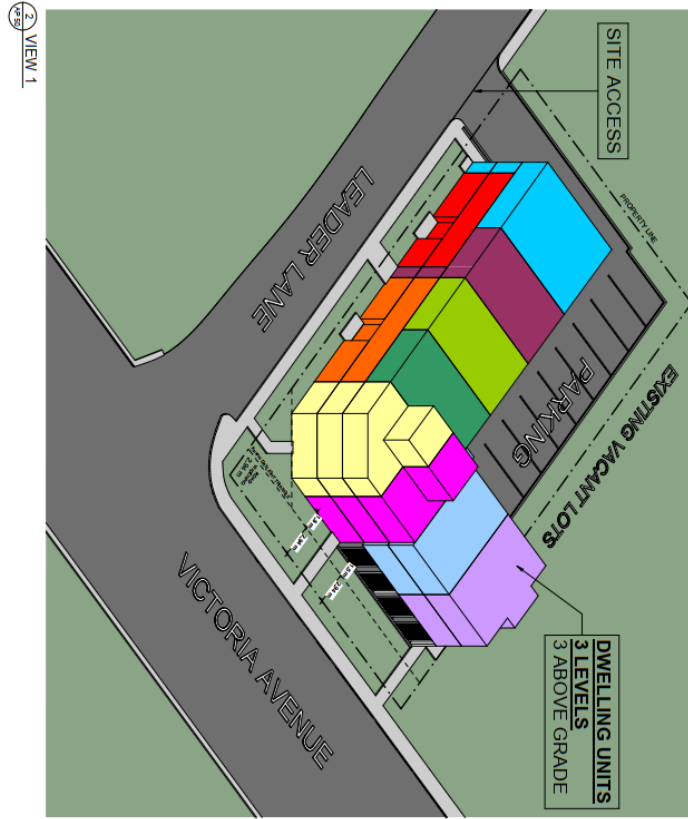 SITE ACCESS
PROPERTY LINE
LEADER LANE
PARKING
EXISTING VACANT LOTS
VICTORIA AVENUE
DWELLING UNITS
3 LEVELS
3 ABOVE GRADE
2
VIEW 1